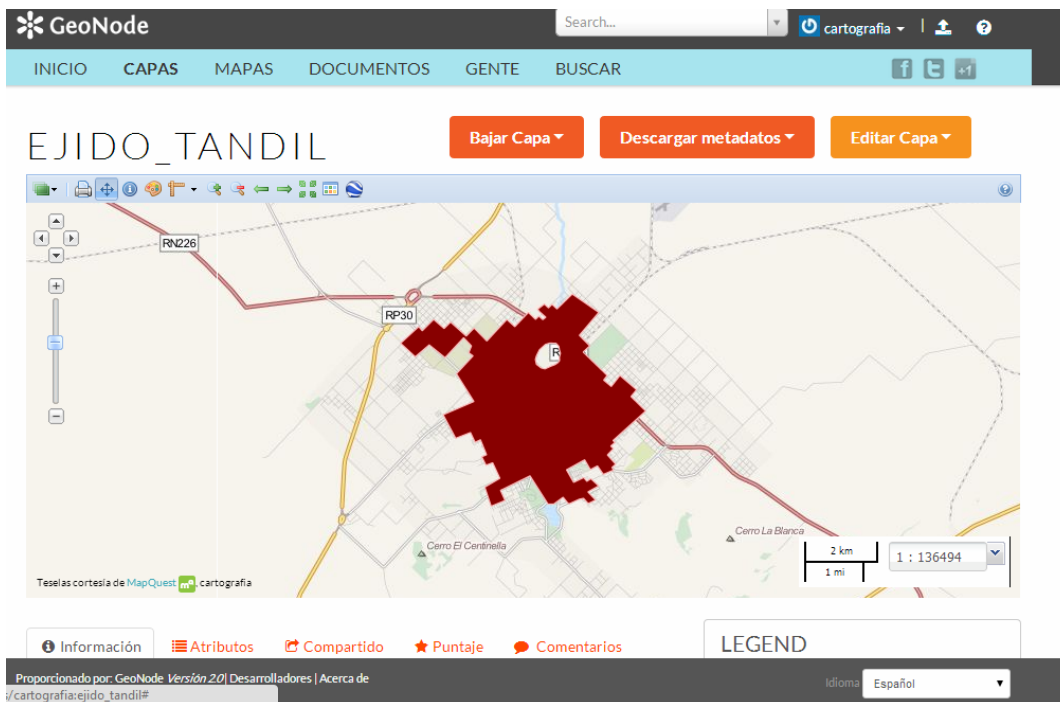 GeoNode
Search...
cartografia
INICIO CAPAS MAPAS DOCUMENTOS GENTE BUSCAR
+1
EJIDO_TANDIL
Bajar Capa
Descargar metadatos
Editar Capa
RN226
RP30
R
Cerro El Centinella
Cerro La Blanca
2 km
1 mi
1 : 136494
Teselas cortesía de MapQuest , cartografia
Información
Atributos
Compartido
Puntaje
Comentarios
LEGEND
Proporcionado por: GeoNode Versión 2.0 | Desarrolladores | Acerca de
Idioma Español
s/cartografia:ejido_tandil#